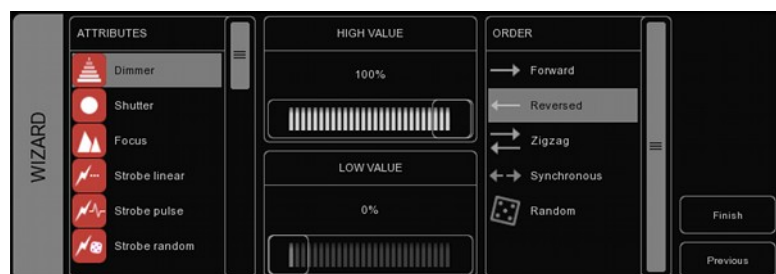 WIZARD
ATTRIBUTES
Dimmer
Shutter
Focus
Strobe linear
Strobe pulse
Strobe random
HIGH VALUE
100%
LOW VALUE
0%
ORDER
Forward
Reversed
Zigzag
Synchronous
Random
Finish
Previous